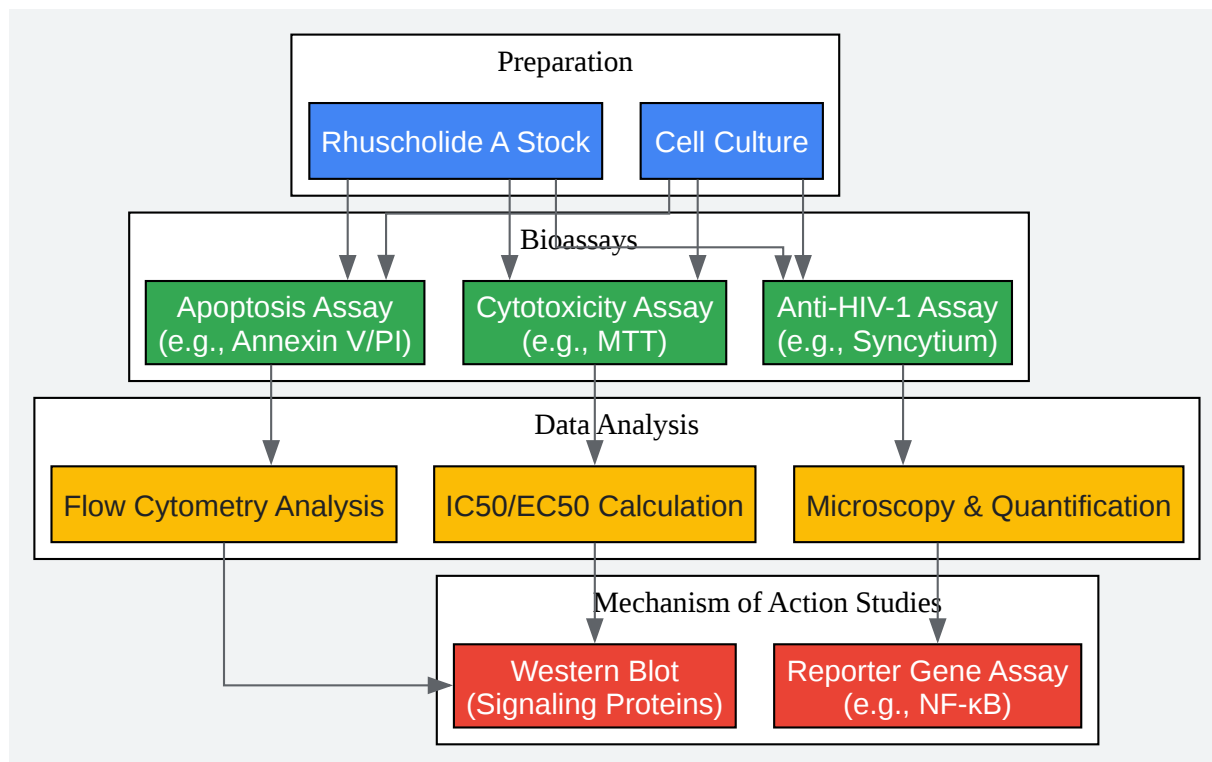 Preparation
Rhuscholide A Stock
Cell Culture
Bioassays
Apoptosis Assay
(e.g., Annexin V/PI)
Cytotoxicity Assay
(e.g., MTT)
Anti-HIV-1 Assay
(e.g., Syncytium)
Data Analysis
Flow Cytometry Analysis
IC50/EC50 Calculation
Microscopy & Quantification
Mechanism of Action Studies
Western Blot
(Signaling Proteins)
Reporter Gene Assay
(e.g., NF-κB)